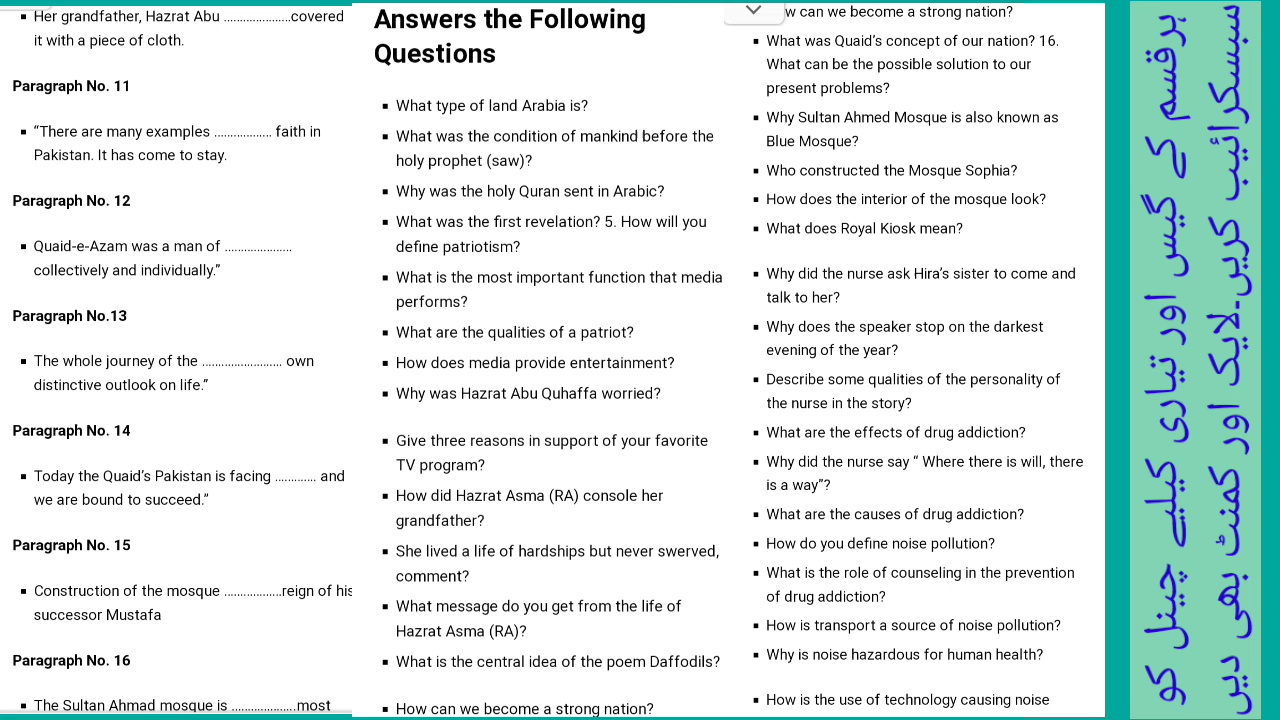 Her grandfather, Hazrat Abu .....................covered
it with a piece of cloth.
Paragraph No. 11
“There are many examples .................. faith in
Pakistan. It has come to stay.
Paragraph No. 12
Quaid-e-Azam was a man of .....................
collectively and individually.”
Paragraph No.13
The whole journey of the ......................... own
distinctive outlook on life.”
Paragraph No. 14
Today the Quaid’s Pakistan is facing ............. and
we are bound to succeed.”
Paragraph No. 15
Construction of the mosque ..................reign of his
successor Mustafa
Paragraph No. 16
The Sultan Ahmad mosque is .....................most
Answers the Following
Questions
What type of land Arabia is?
What was the condition of mankind before the
holy prophet (saw)?
Why was the holy Quran sent in Arabic?
What was the first revelation? 5. How will you
define patriotism?
What is the most important function that media
performs?
What are the qualities of a patriot?
How does media provide entertainment?
Why was Hazrat Abu Quhaffa worried?
Give three reasons in support of your favorite
TV program?
How did Hazrat Asma (RA) console her
grandfather?
She lived a life of hardships but never swerved,
comment?
What message do you get from the life of
Hazrat Asma (RA)?
What is the central idea of the poem Daffodils?
How can we become a strong nation?
w can we become a strong nation?
What was Quaid’s concept of our nation? 16.
What can be the possible solution to our
present problems?
Why Sultan Ahmed Mosque is also known as
Blue Mosque?
Who constructed the Mosque Sophia?
How does the interior of the mosque look?
What does Royal Kiosk mean?
Why did the nurse ask Hira’s sister to come and
talk to her?
Why does the speaker stop on the darkest
evening of the year?
Describe some qualities of the personality of
the nurse in the story?
What are the effects of drug addiction?
Why did the nurse say “ Where there is will, there
is a way”?
What are the causes of drug addiction?
How do you define noise pollution?
What is the role of counseling in the prevention
of drug addiction?
How is transport a source of noise pollution?
Why is noise hazardous for human health?
How is the use of technology causing noise
ہر قسم کے گیس اور تیاری کیلیے چینل کو
سبسکرائیب کریں-لایک اور کمنٹ بھی دیں